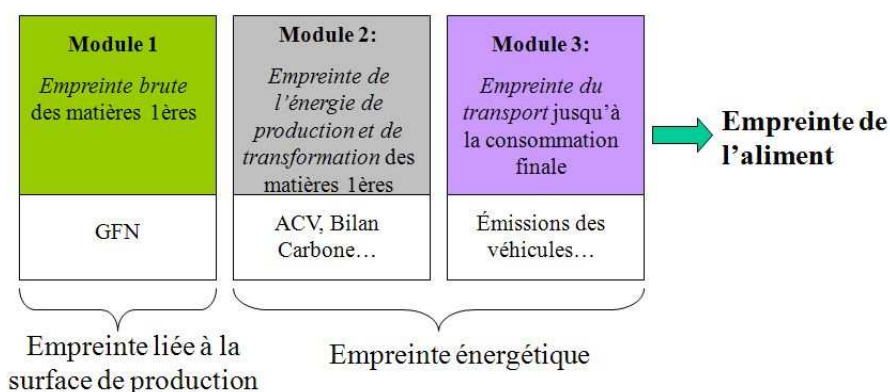 Module 1
Empreinte brute
des matières 1ères
GFN
Module 2:
Empreinte de
l’énergie de
production et de
transformation des
matières 1ères
ACV, Bilan
Carbone…
Module 3:
Empreinte du
transport jusqu’à
la consommation
finale
Émissions des
véhicules…
Empreinte de
l’aliment
Empreinte liée à la
surface de production
Empreinte énergétique